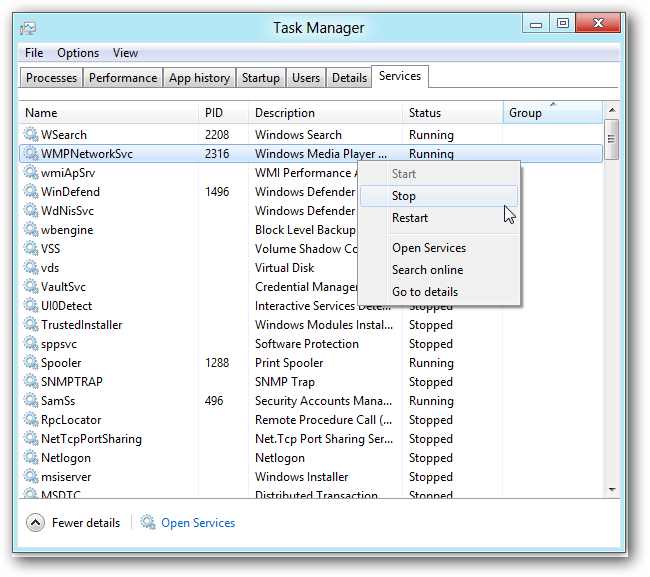 Task Manager
File Options View
Processes Performance App history Startup Users Details Services
Name PID Description Status Group
WSearch 2208 Windows Search Running
WMPNetworkSvc 2316 Windows Media Player ... Running
wmiApSrv WMI Performance A
Start
WinDefend 1496 Windows Defender
Stop
WdNisSvc Windows Defender
Restart
wbengine Block Level Backup
VSS Volume Shadow Co
Open Services
vds Virtual Disk
Search online
VaultSvc Credential Manager
Go to details
UI0Detect Interactive Services Dete... Stopped
TrustedInstaller Windows Modules Instal... Stopped
sppsvc Software Protection Stopped
Spooler 1288 Print Spooler Running
SNMPTRAP SNMP Trap Stopped
SamSs 496 Security Accounts Mana... Running
RpcLocator Remote Procedure Call (... Stopped
NetTcpPortSharing Net.Tcp Port Sharing Ser... Stopped
Netlogon Netlogon Stopped
msiserver Windows Installer Stopped
MSDTC Distributed Transaction Stopped
Fewer details Open Services